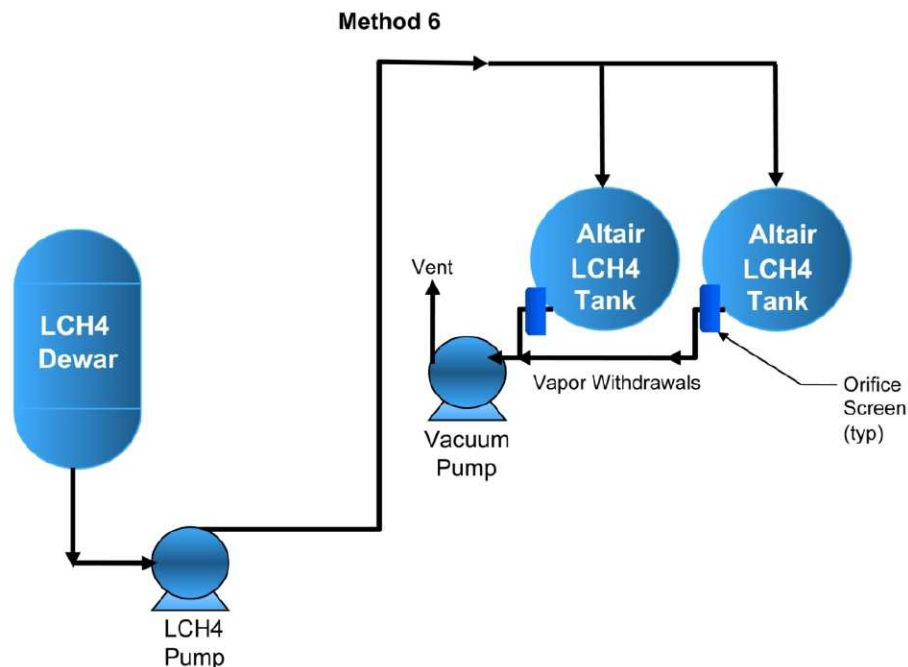 Method 6
Altair
LCH4
Tank
Altair
LCH4
Tank
Vent
LCH4
Dewar
Vapor Withdrawals
Orifice
Screen
(typ)
Vacuum
Pump
LCH4
Pump